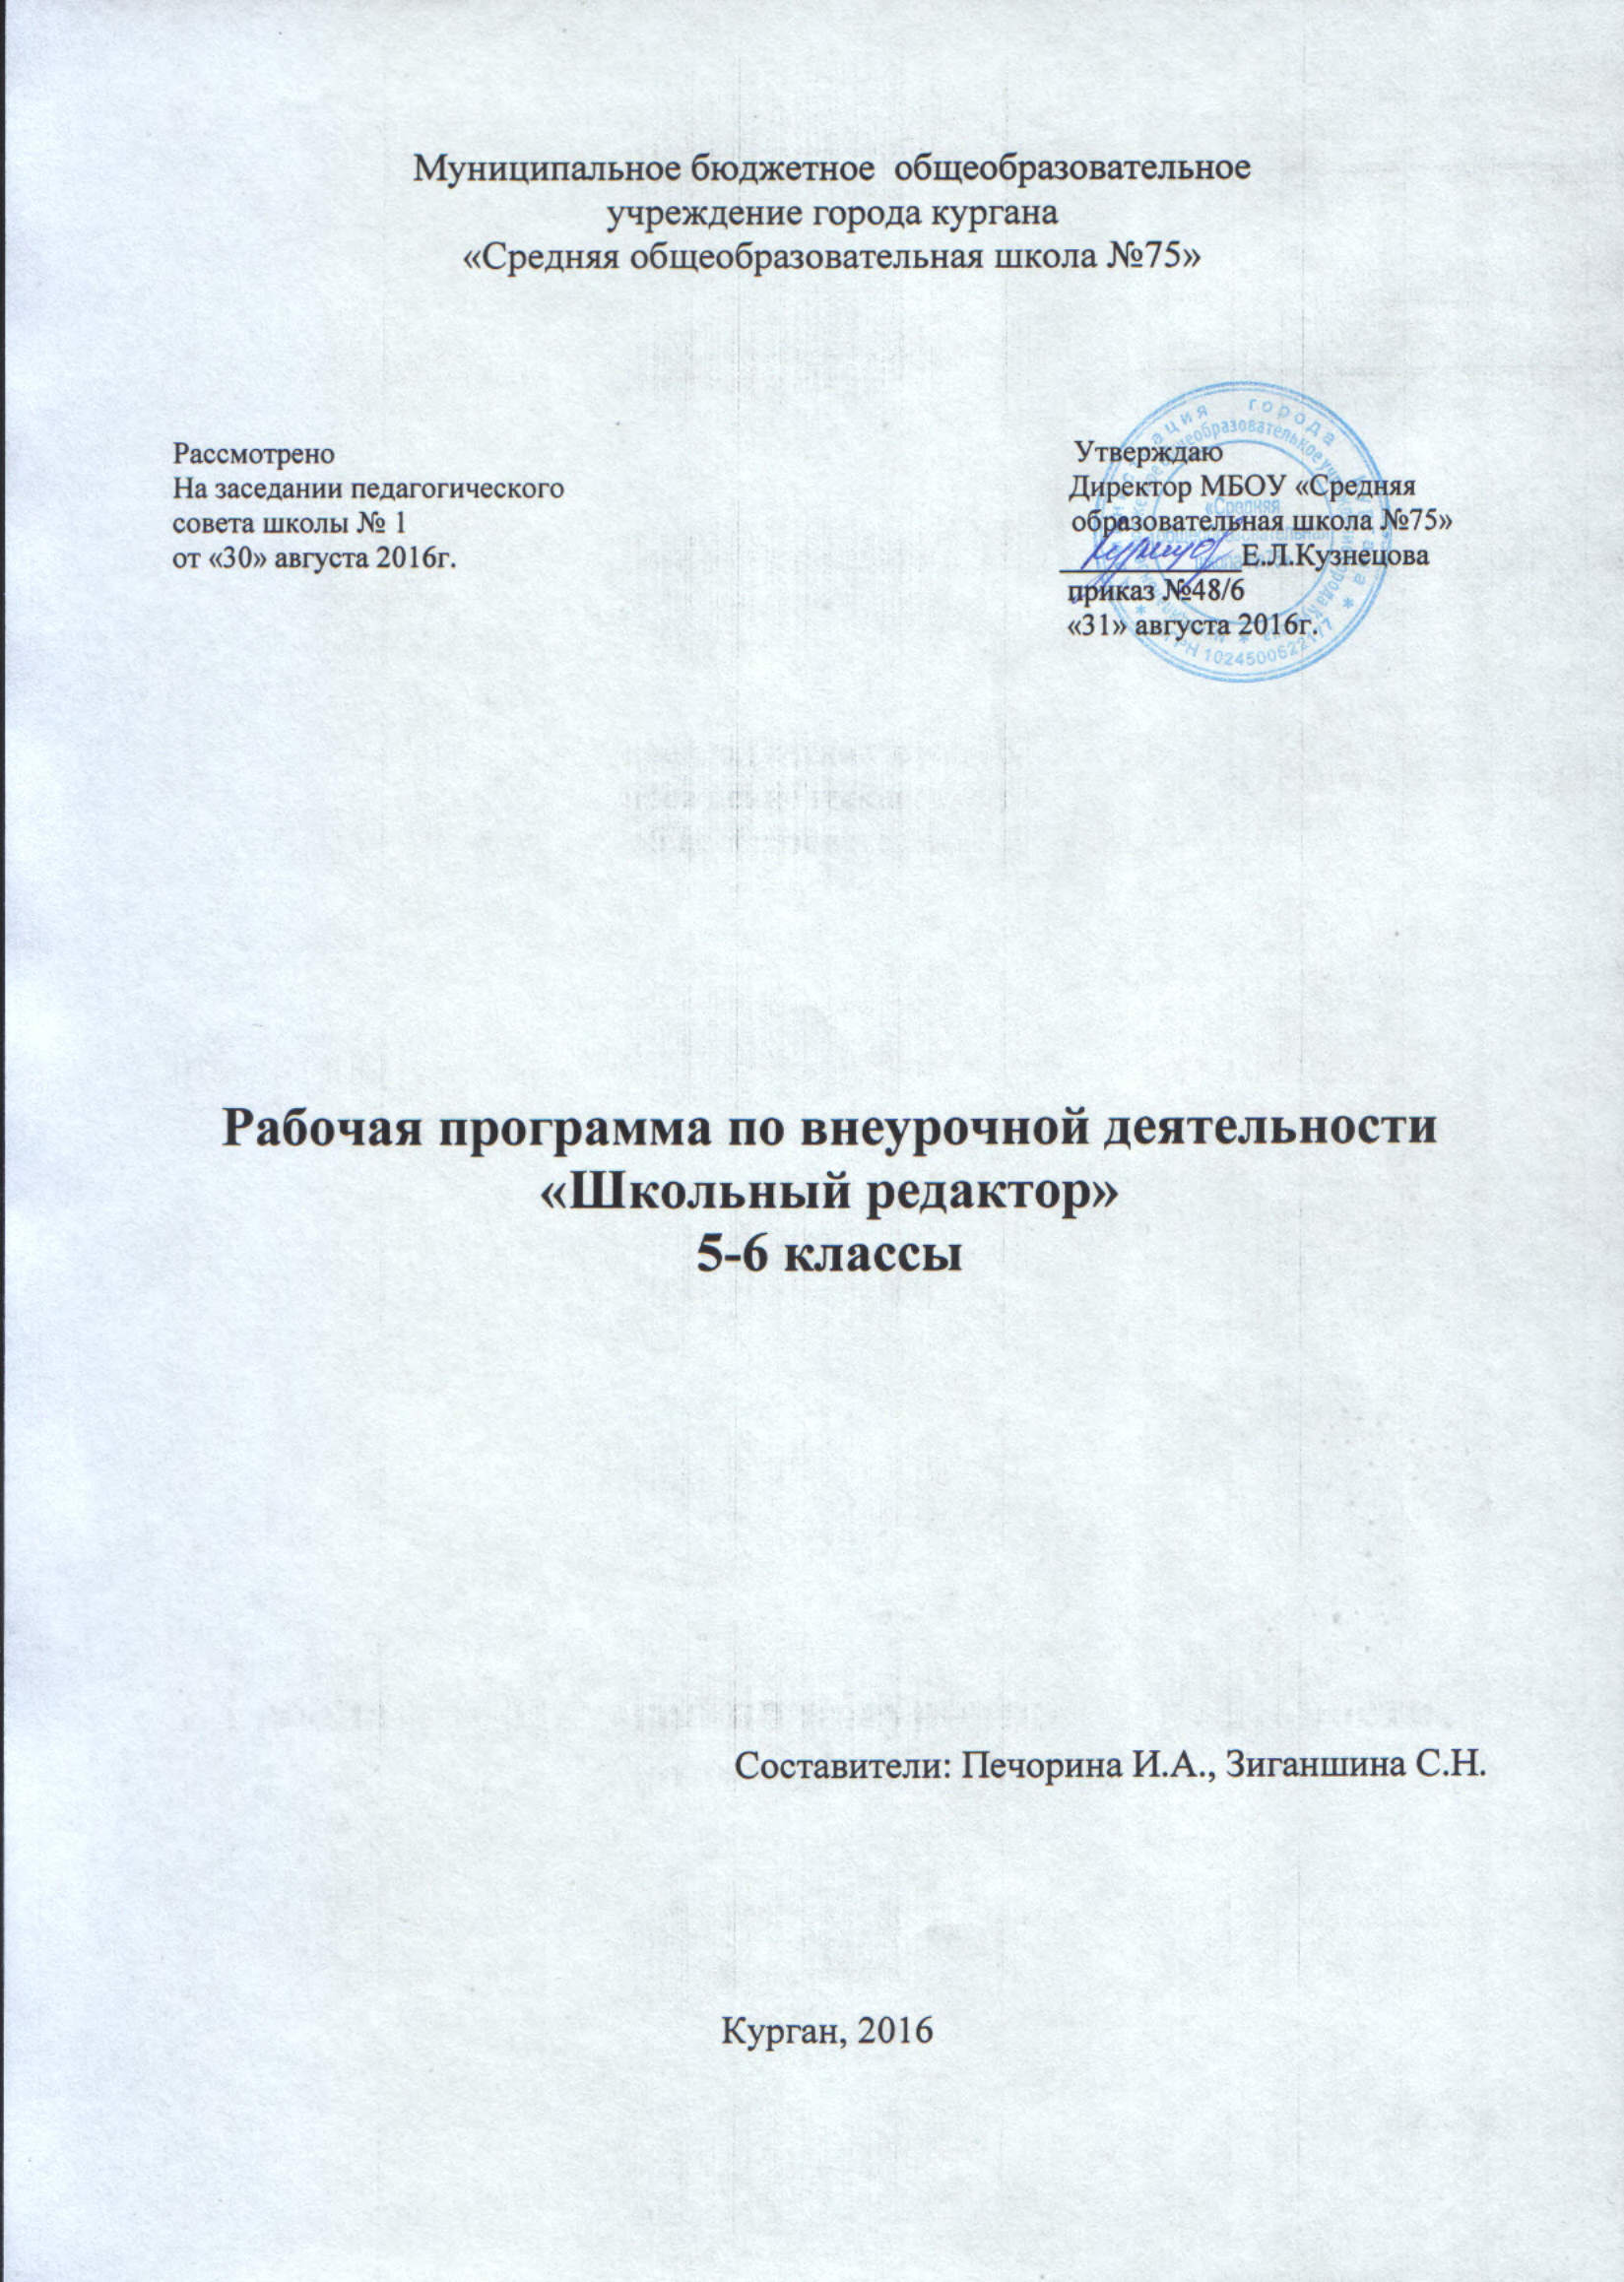 Муниципальное бюджетное общеобразовательное
учреждение города кургана
«Средняя общеобразовательная школа №75»
Рассмотрено
На заседании педагогического
совета школы № 1
от «30» августа 2016г.
Утверждаю
Директор МБОУ «Средняя
образовательная школа №75»
Е.Л.Кузнецова
приказ №48/6
«31» августа 2016г.
Рабочая программа по внеурочной деятельности
«Школьный редактор»
5-6 классы
Составители: Печорина И.А., Зиганшина С.Н.
Курган, 2016